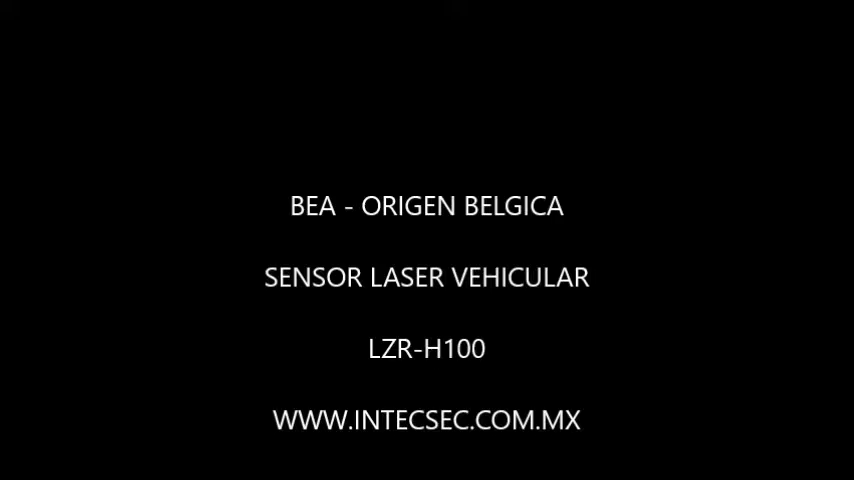 BEA - ORIGEN BELGICA
SENSOR LASER VEHICULAR
LZR-H100
WWW.INTECSEC.COM.MX